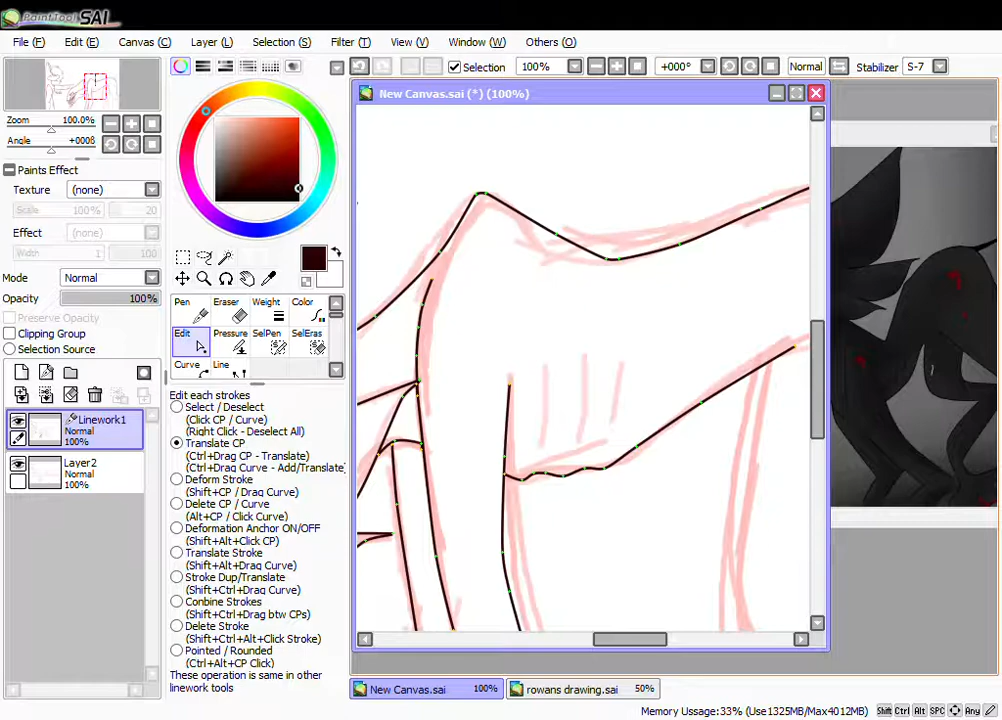 PaintTool SAI
File (F) Edit (E) Canvas (C) Layer (L) Selection (S) Filter (T) View (V) Window (W) Others (O)
Selection 100% +000° Normal Stabilizer S-7
New Canvas.sai (*) (100%)
Zoom 100.0%
Angle +000ß
Paints Effect
Texture (none)
Scale 100% 20
Effect (none)
Width 1 100
Mode Normal
Opacity 100%
Preserve Opacity
Clipping Group
Selection Source
Linework1
Normal
100%
Layer2
Normal
100%
Pen Eraser Weight Color
Edit Pressure SelPen SelEras
Curve Line
Edit each strokes
Select / Deselect
(Click CP / Curve)
(Right Click - Deselect All)
Translate CP
(Ctrl+Drag CP - Translate)
(Ctrl+Drag Curve - Add/Translate)
Deform Stroke
(Shift+CP / Drag Curve)
Delete CP / Curve
(Alt+CP / Click Curve)
Deformation Anchor ON/OFF
(Shift+Alt+Click CP)
Translate Stroke
(Shift+Alt+Drag Curve)
Stroke Dup/Translate
(Shift+Ctrl+Drag Curve)
Conbine Strokes
(Shift+Ctrl+Drag btw CPs)
Delete Stroke
(Shift+Ctrl+Alt+Click Stroke)
Pointed / Rounded
(Ctrl+Alt+CP Click)
These operation is same in other
linework tools
New Canvas.sai 100% rowans drawing.sai 50%
Memory Ussage:33% (Use1325MB/Max4012MB) Shift Ctrl Alt SPC Any